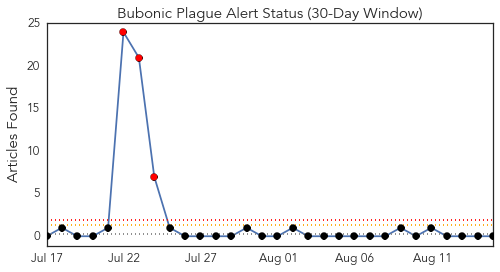 Bubonic Plague Alert Status (30-Day Window)
Articles Found
25
20
15
10
5
0
Jul 17 Jul 22 Jul 27 Aug 01 Aug 06 Aug 11